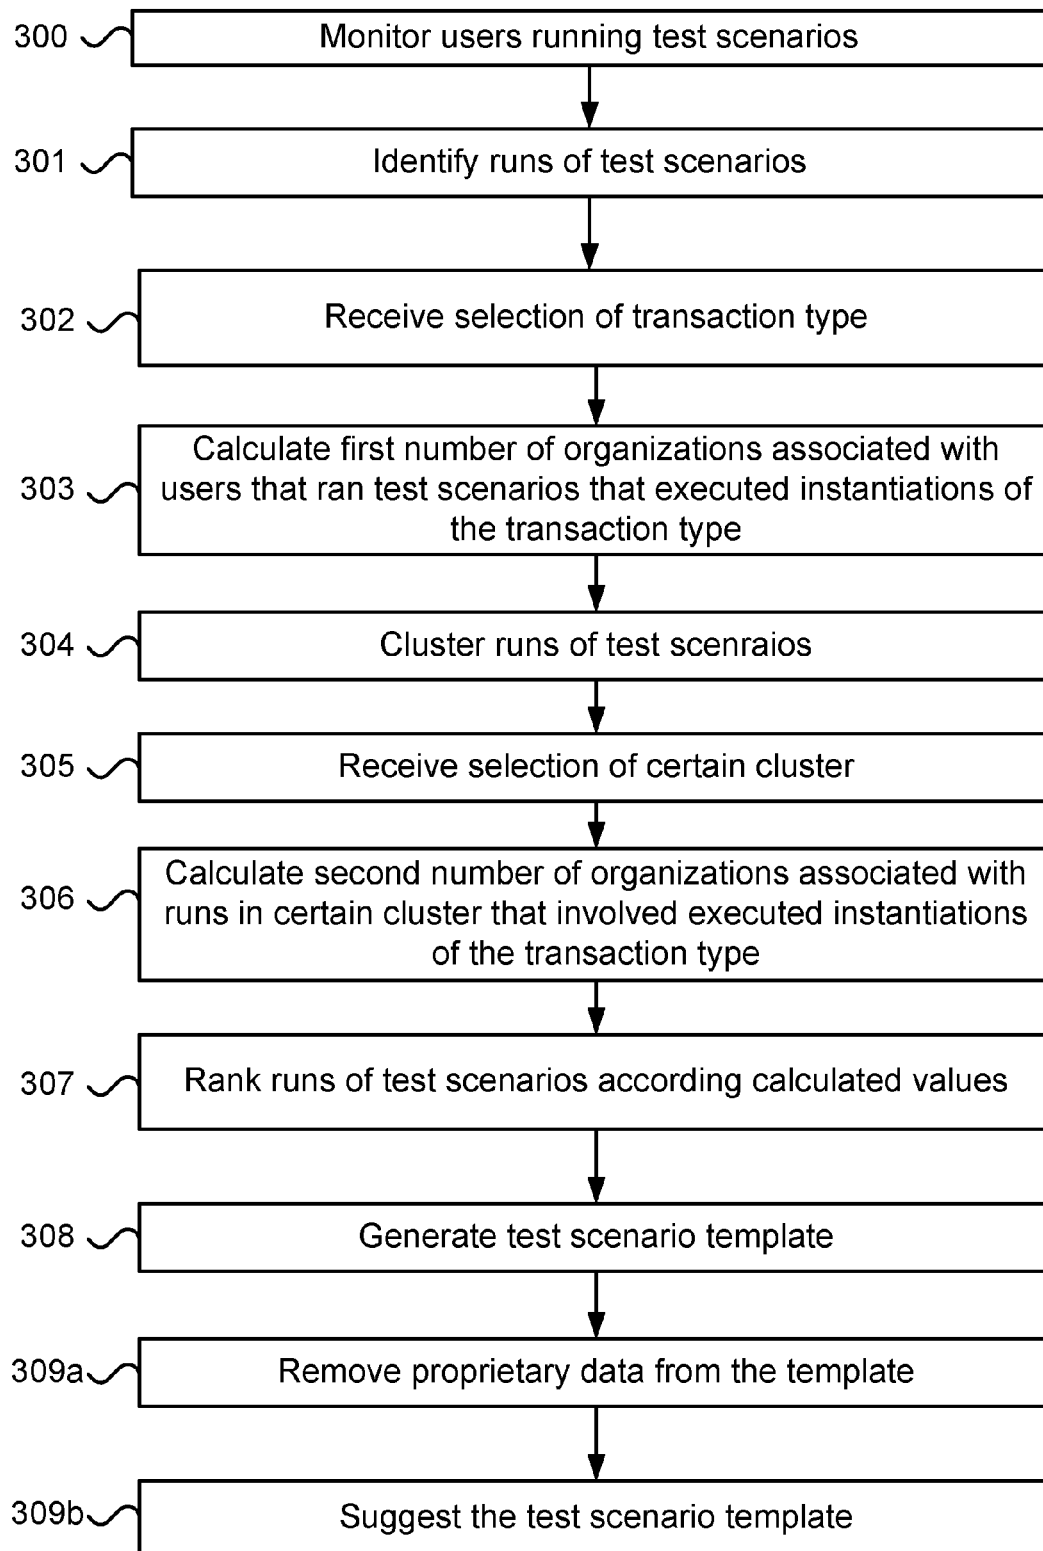 300 Monitor users running test scenarios
301 Identify runs of test scenarios
302 Receive selection of transaction type
Calculate first number of organizations associated with
303 users that ran test scenarios that executed instantiations of
the transaction type
304 Cluster runs of test scenraios
305 Receive selection of certain cluster
Calculate second number of organizations associated with
306 runs in certain cluster that involved executed instantiations
of the transaction type
307 Rank runs of test scenarios according calculated values
308 Generate test scenario template
309a Remove proprietary data from the template
309b Suggest the test scenario template